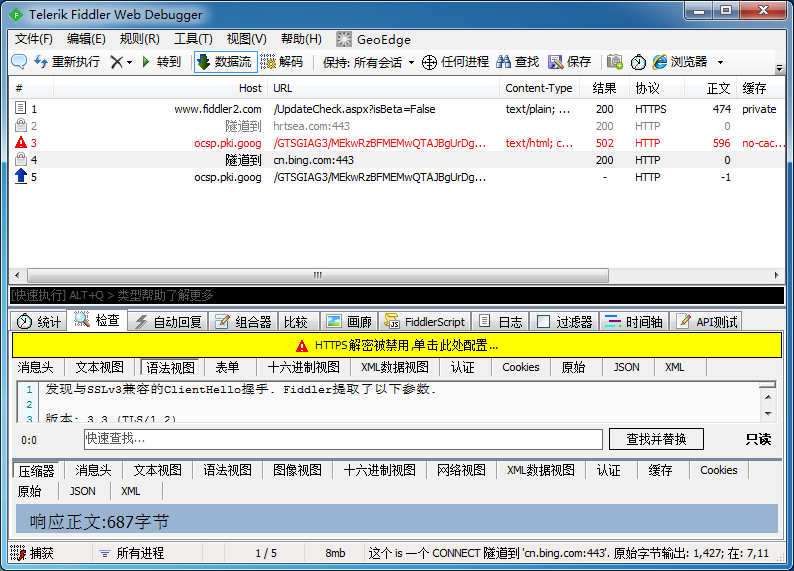 Telerik Fiddler Web Debugger
文件(F) 编辑(E) 规则(R) 工具(T) 视图(V) 帮助(H) GeoEdge
重新执行 转到 数据流 解码 保持: 所有会话 任何进程 查找 保存 浏览器
# Host URL Content-Type 结果 协议 正文 缓存
1 www.fiddler2.com /UpdateCheck.aspx?isBeta=False text/plain; ... 200 HTTPS 474 private
2 隧道到 hrtsea.com:443 200 HTTP 0
3 ocsp.pki.goog /GTSGIAG3/MEkwRzBFMEMwQTAJBgUrDg... text/html; c... 502 HTTP 596 no-cac...
4 隧道到 cn.bing.com:443 200 HTTP 0
5 ocsp.pki.goog /GTSGIAG3/MEkwRzBFMEMwQTAJBgUrDg... - HTTP -1
[快速执行] ALT+Q > 类型帮助了解更多
统计 检查 自动回复 组合器 比较 画廊 FiddlerScript 日志 过滤器 时间轴 API测试
HTTPS解密被禁用,单击此处配置...
消息头 文本视图 语法视图 表单 十六进制视图 XML数据视图 认证 Cookies 原始 JSON XML
1 发现与SSLv3兼容的ClientHello握手. Fiddler提取了以下参数.
2
3 版本: 3.3 (TLS/1.2)
0:0 快速查找... 查找并替换 只读
压缩器 消息头 文本视图 语法视图 图像视图 十六进制视图 网络视图 XML数据视图 认证 缓存 Cookies
原始 JSON XML
响应正文:687字节
捕获 所有进程 1 / 5 8mb 这个 is 一个 CONNECT 隧道到 'cn.bing.com:443'. 原始字节输出: 1,427; 在: 7,11